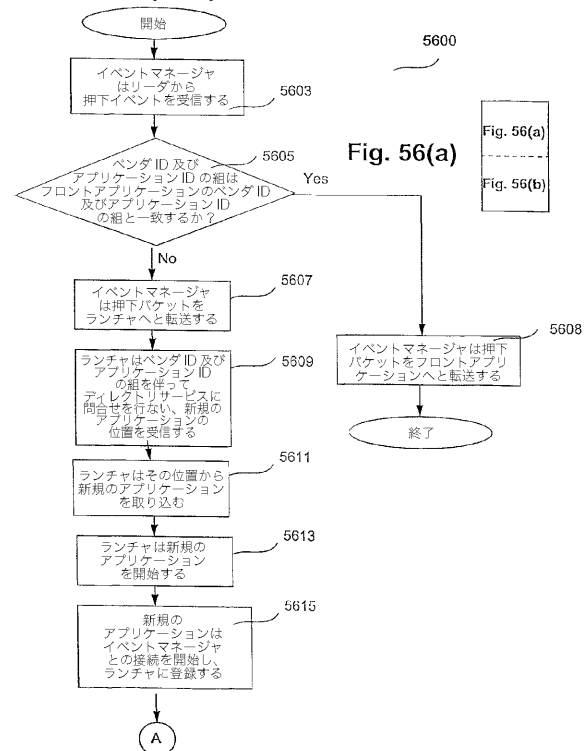 開始
5600
イベントマネージャ
はリーダから
押下イベントを受信する
5603
ベンダ ID 及び
アプリケーション ID の組は
フロントアプリケーションのベンダ ID
及びアプリケーション ID
の組と一致するか？
5605
Fig. 56(a)
Fig. 56(a)
Fig. 56(b)
Yes
No
イベントマネージャ
は押下パケットを
ランチャへと転送する
5607
イベントマネージャは押下
パケットをフロントアプリ
ケーションへと転送する
5608
ランチャはベンダ ID 及び
アプリケーション ID
の組を伴って
ディレクトリサービスに
問合せを行ない、新規の
アプリケーションの
位置を受信する
5609
終了
ランチャはその位置から
新規のアプリケーション
を取り込む
5611
ランチャは新規の
アプリケーション
を開始する
5613
新規の
アプリケーションは
イベントマネージャ
との接続を開始し、
ランチャに登録する
5615
A